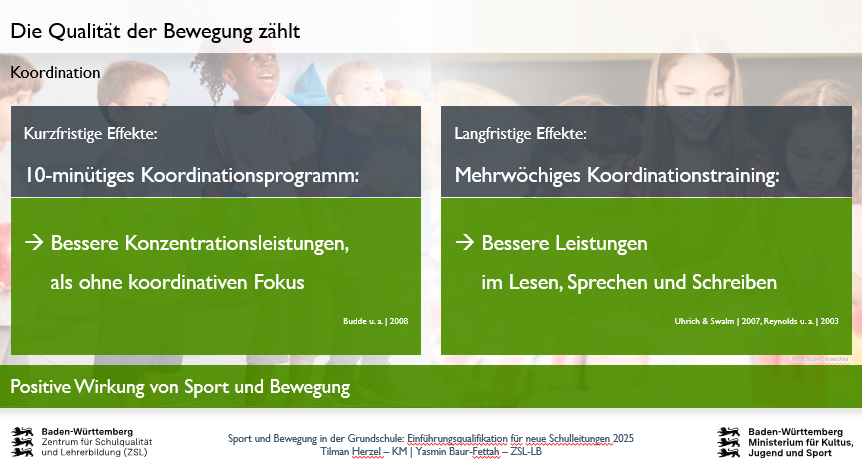 Die Qualität der Bewegung zählt
Koordination
Kurzfristige Effekte:
10-minütiges Koordinationsprogramm:
→ Bessere Konzentrationsleistungen,
als ohne koordinativen Fokus
Budde u. a. | 2008
Langfristige Effekte:
Mehrwöchiges Koordinationstraining:
→ Bessere Leistungen
im Lesen, Sprechen und Schreiben
Uhrich & Swalm | 2007, Reynolds u. a. | 2003
Positive Wirkung von Sport und Bewegung
Baden-Württemberg
Zentrum für Schulqualität
und Lehrerbildung (ZSL)
Sport und Bewegung in der Grundschule: Einführungsqualifikation für neue Schulleitungen 2025
Tilman Herzel – KM | Yasmin Baur-Fettah – ZSL-LB
Baden-Württemberg
Ministerium für Kultus,
Jugend und Sport